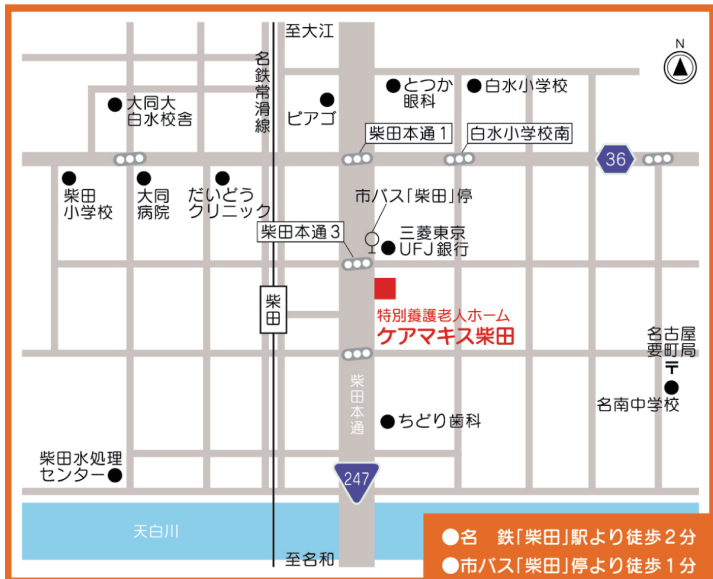 至大江
N
名鉄常滑線
大同大
白水校舎
ピアゴ
とつか
眼科
白水小学校
柴田本通1
白水小学校南
36
柴田
小学校
大同
病院
だいどう
クリニック
市バス「柴田」停
柴田本通3
三菱東京
UFJ銀行
柴田
特別養護老人ホーム
ケアマキス柴田
名古屋
要町局
〒
名南中学校
柴田本通
ちどり歯科
柴田水処理
センター
247
天白川
至名和
●名 鉄「柴田」駅より徒歩2分
●市バス「柴田」停より徒歩1分